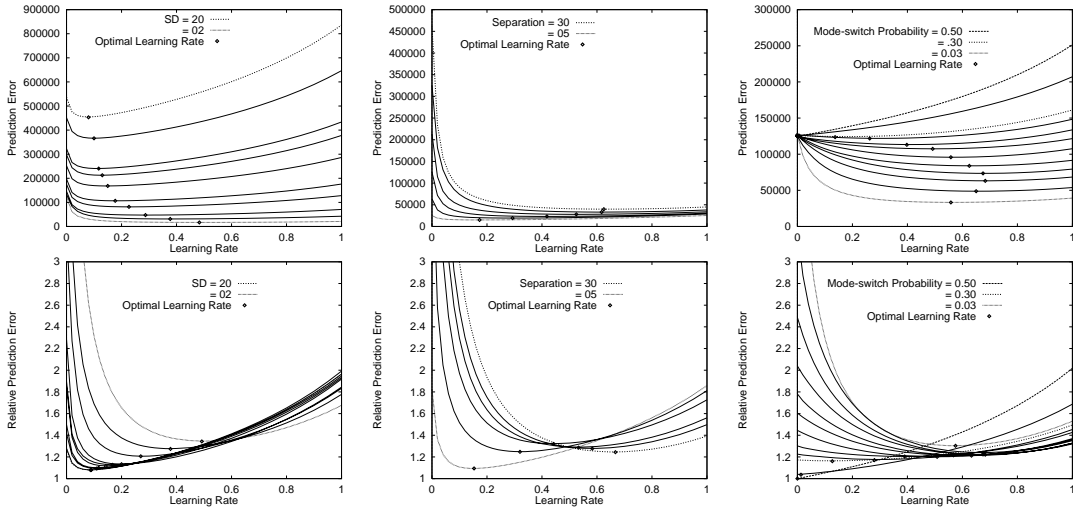 900000
800000
700000
600000
500000
400000
300000
200000
100000
0
Prediction Error
SD = 20
= 02
Optimal Learning Rate
0 0.2 0.4 0.6 0.8 1
Learning Rate
500000
450000
400000
350000
300000
250000
200000
150000
100000
50000
0
Prediction Error
Separation = 30
= 05
Optimal Learning Rate
0 0.2 0.4 0.6 0.8 1
Learning Rate
300000
250000
200000
150000
100000
50000
0
Prediction Error
Mode-switch Probability = 0.50
= .30
= 0.03
Optimal Learning Rate
0 0.2 0.4 0.6 0.8 1
Learning Rate
3
2.8
2.6
2.4
2.2
2
1.8
1.6
1.4
1.2
1
Relative Prediction Error
SD = 20
= 02
Optimal Learning Rate
0 0.2 0.4 0.6 0.8 1
Learning Rate
3
2.8
2.6
2.4
2.2
2
1.8
1.6
1.4
1.2
1
Relative Prediction Error
Separation = 30
= 05
Optimal Learning Rate
0 0.2 0.4 0.6 0.8 1
Learning Rate
3
2.8
2.6
2.4
2.2
2
1.8
1.6
1.4
1.2
1
Relative Prediction Error
Mode-switch Probability = 0.50
= 0.30
= 0.03
Optimal Learning Rate
0 0.2 0.4 0.6 0.8 1
Learning Rate